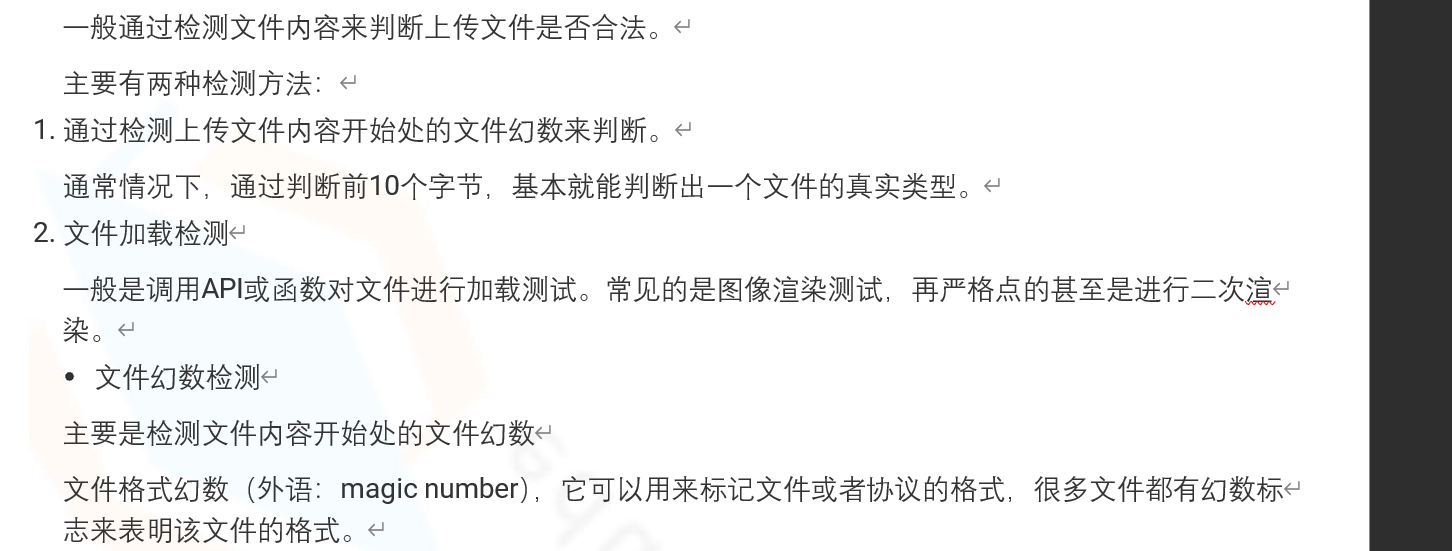 一般通过检测文件内容来判断上传文件是否合法。
主要有两种检测方法：
1. 通过检测上传文件内容开始处的文件幻数来判断。
通常情况下，通过判断前10个字节，基本就能判断出一个文件的真实类型。
2. 文件加载检测
一般是调用API或函数对文件进行加载测试。常见的是图像渲染测试，再严格点的甚至是进行二次渲
染。
• 文件幻数检测
主要是检测文件内容开始处的文件幻数
文件格式幻数（外语：magic number），它可以用来标记文件或者协议的格式，很多文件都有幻数标
志来表明该文件的格式。